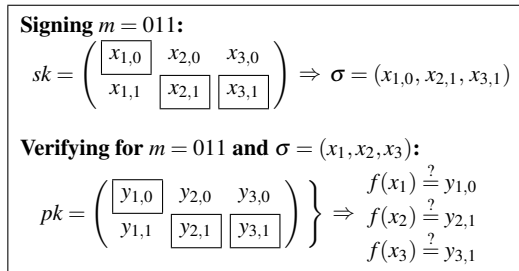 Signing m = 011:
x1,0 x2,0 x3,0
sk = ( ) ⇒ σ = (x1,0, x2,1, x3,1)
x1,1 x2,1 x3,1
Verifying for m = 011 and σ = (x1, x2, x3):
f(x1) ≟ y1,0
y1,0 y2,0 y3,0
pk = ( ) } ⇒ f(x2) ≟ y2,1
y1,1 y2,1 y3,1
f(x3) ≟ y3,1